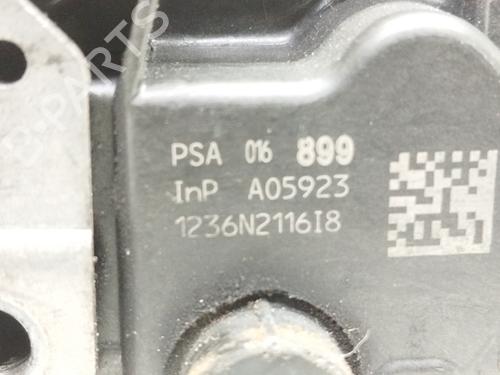 PSA 016 899
InP A05923
1236N2116I8
B-PARTS